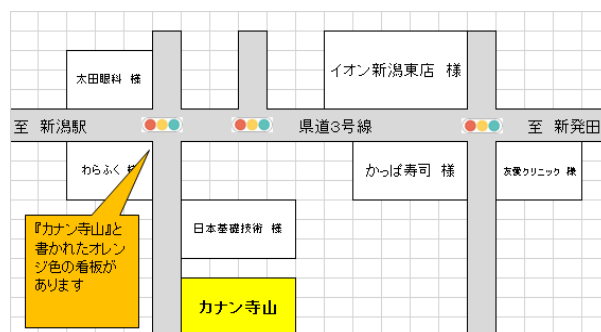 太田眼科 様
イオン新潟東店 様
至 新潟駅
県道3号線
至 新発田
わらふく
かっぱ寿司 様
友愛クリニック 様
『カナン寺山』と
書かれたオレン
ジ色の看板が
あります
日本基礎技術 様
カナン寺山